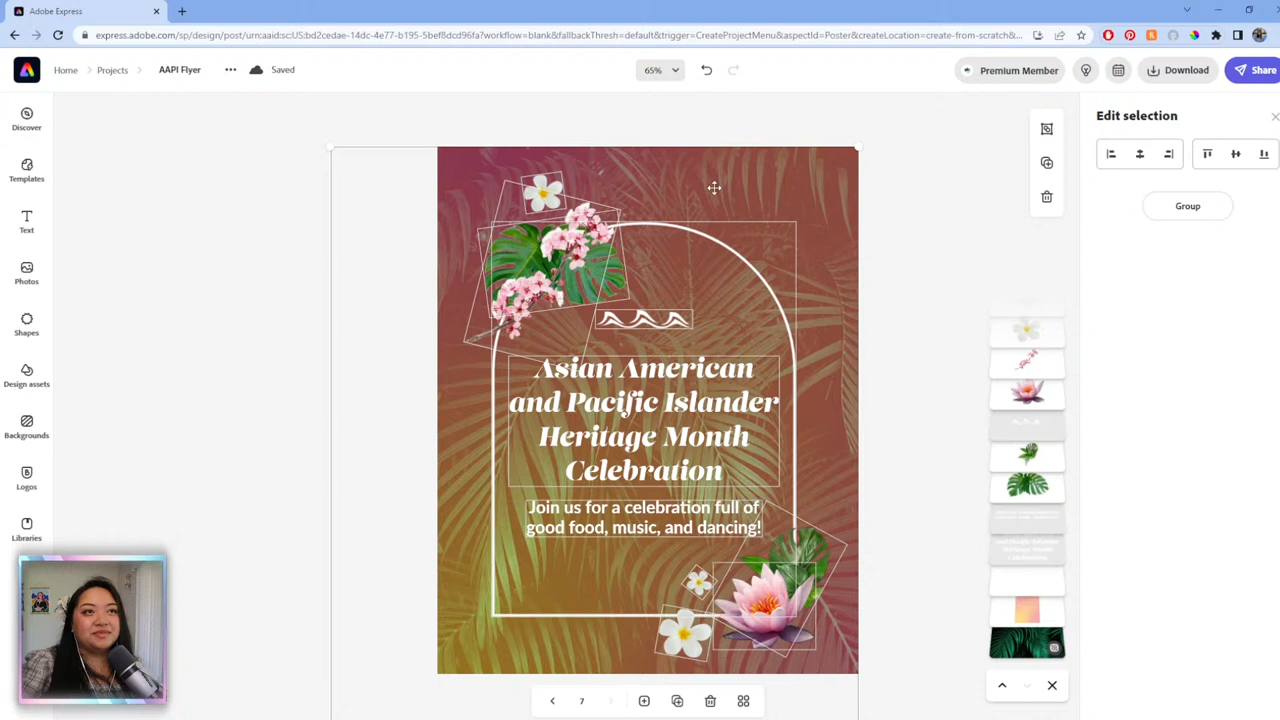 Adobe Express
express.adobe.com/sp/design/post/urn:aaid:sc:US:bd2cedae-14dc-4e77-b195-5bef8dcd96fa?workflow=blank&fallbackThresh=default&trigger=CreateProjectMenu&aspectId=Poster&createLocation=create-from-scratch&...
Home
Projects
AAPI Flyer
Saved
65%
Premium Member
Download
Share
Discover
Templates
Text
Photos
Shapes
Design assets
Backgrounds
Logos
Libraries
Edit selection
Group
Asian American
and Pacific Islander
Heritage Month
Celebration
Join us for a celebration full of
good food, music, and dancing!
7